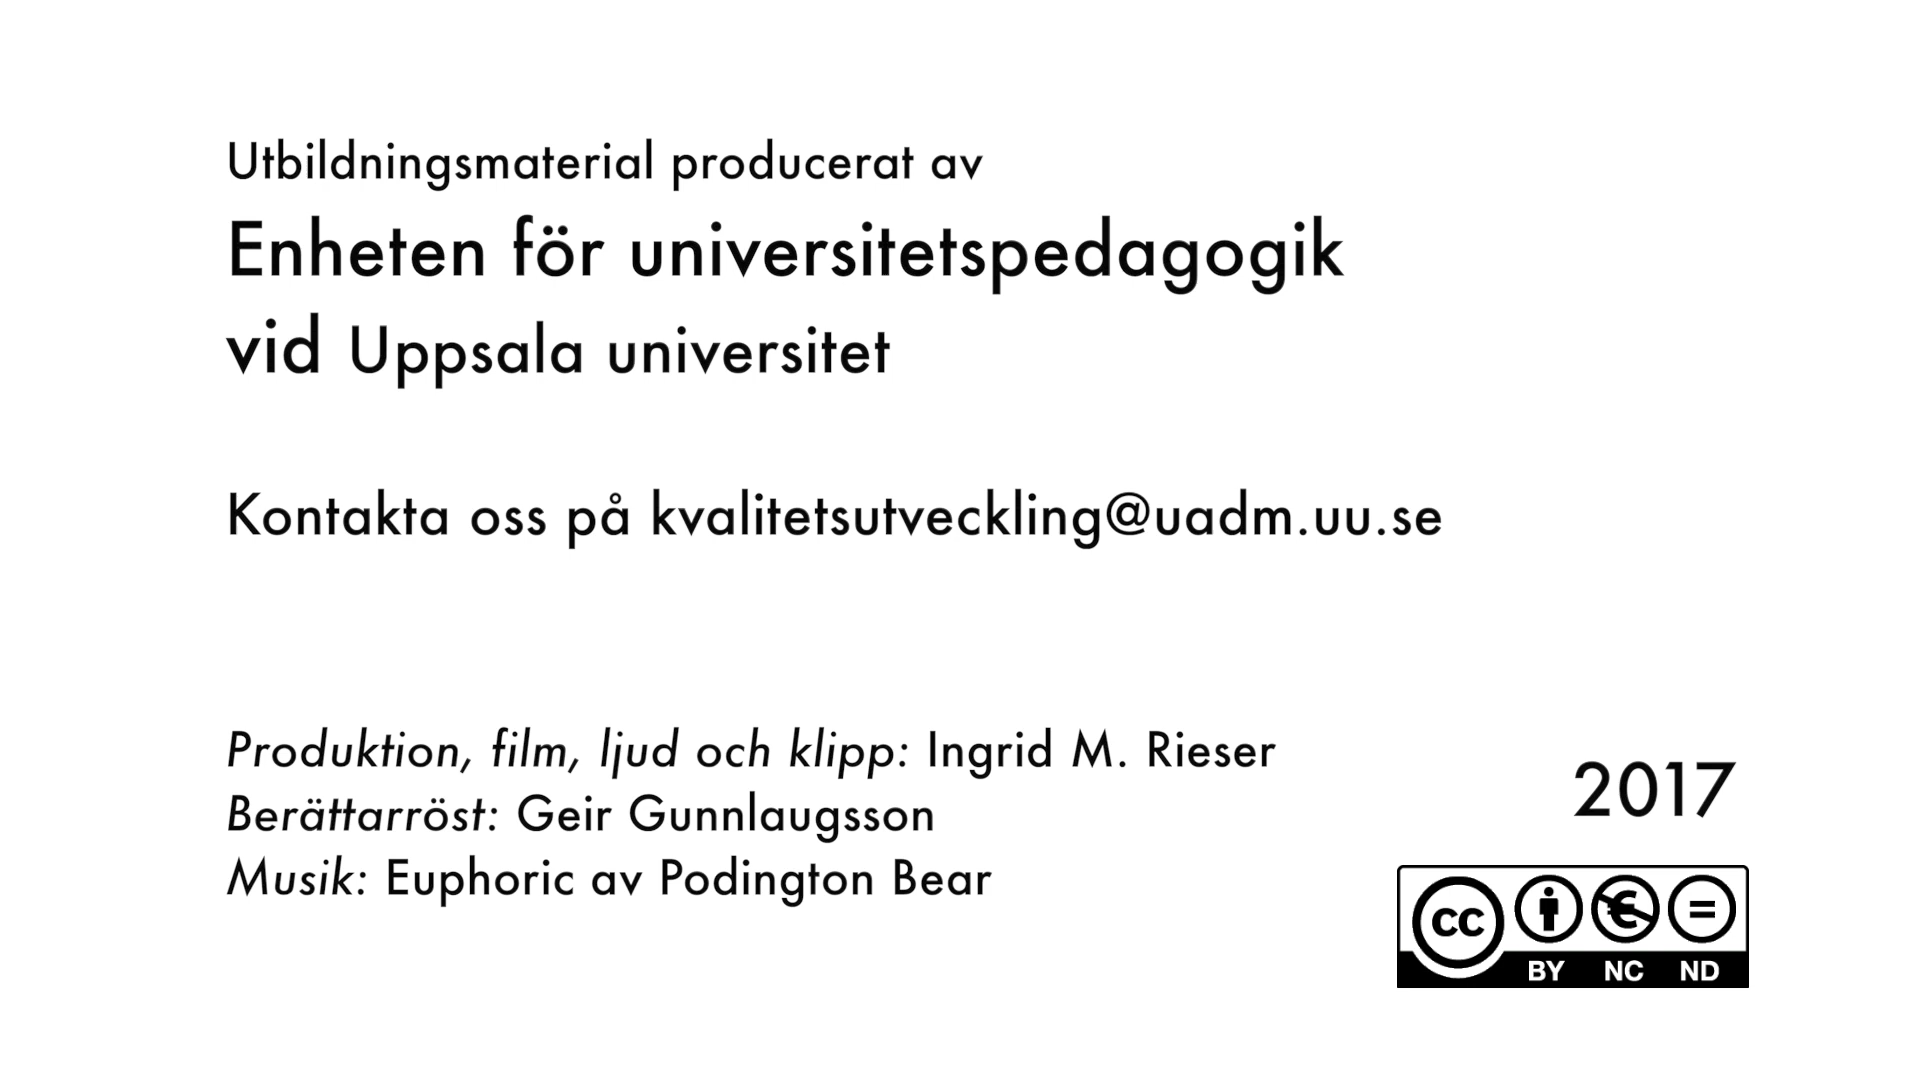 Utbildningsmaterial producerat av
Enheten för universitetspedagogik
vid Uppsala universitet
Kontakta oss på kvalitetsutveckling@uadm.uu.se
Produktion, film, ljud och klipp: Ingrid M. Rieser
Berättarröst: Geir Gunnlaugsson
Musik: Euphoric av Podington Bear
2017
cc
BY NC ND